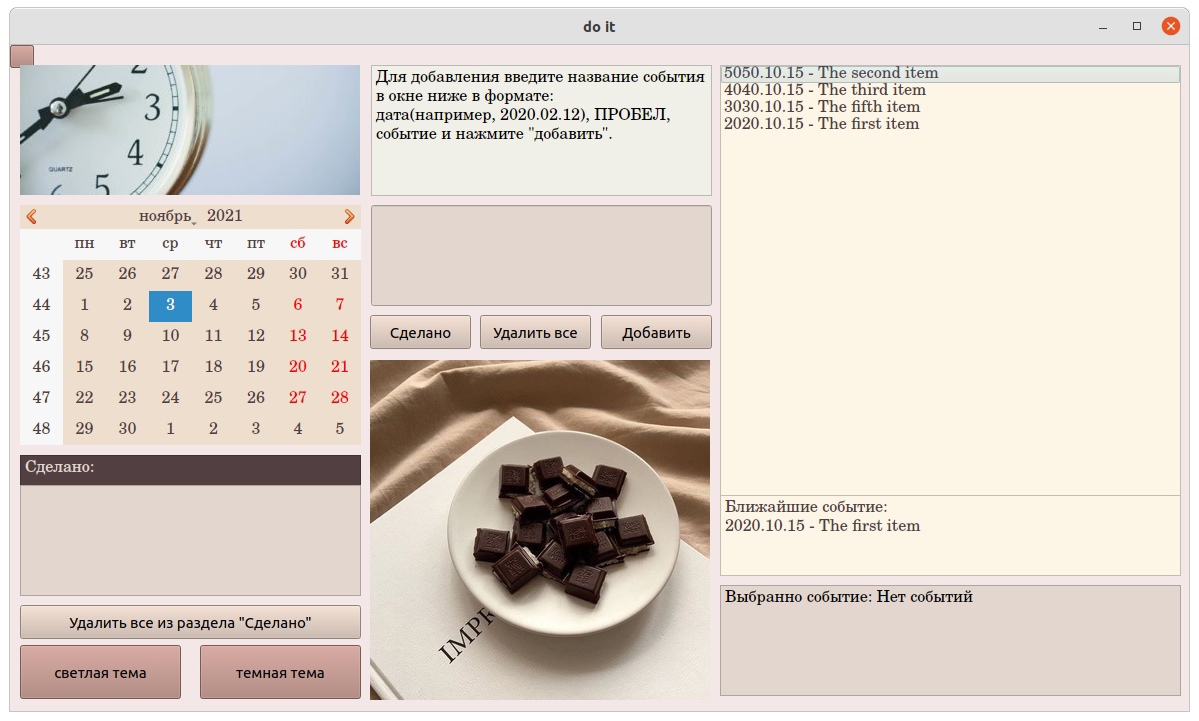 do it
2
3
4
5
6
QUARTZ
ноябрь 2021
пн вт ср чт пт сб вс
43 25 26 27 28 29 30 31
44 1 2 3 4 5 6 7
45 8 9 10 11 12 13 14
46 15 16 17 18 19 20 21
47 22 23 24 25 26 27 28
48 29 30 1 2 3 4 5
Сделано:
Удалить все из раздела "Сделано"
светлая тема
темная тема
Для добавления введите название события
в окне ниже в формате:
дата(например, 2020.02.12), ПРОБЕЛ,
событие и нажмите "добавить".
Сделано
Удалить все
Добавить
IMPR
5050.10.15 - The second item
4040.10.15 - The third item
3030.10.15 - The fifth item
2020.10.15 - The first item
Ближайшие событие:
2020.10.15 - The first item
Выбранно событие: Нет событий